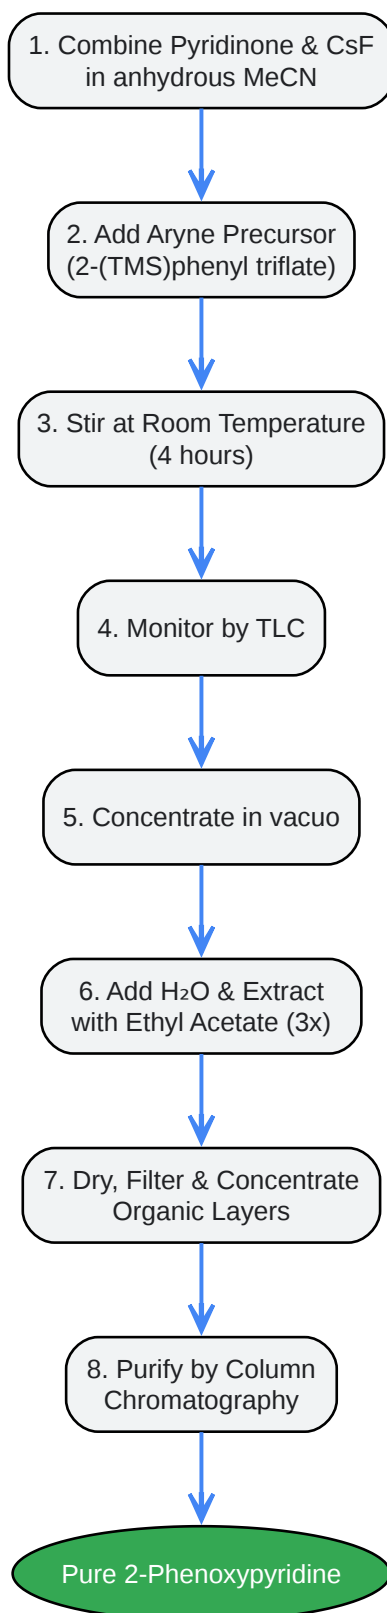 1. Combine Pyridinone & CsF
in anhydrous MeCN
2. Add Aryne Precursor
(2-(TMS)phenyl triflate)
3. Stir at Room Temperature
(4 hours)
4. Monitor by TLC
5. Concentrate in vacuo
6. Add H₂O & Extract
with Ethyl Acetate (3x)
7. Dry, Filter & Concentrate
Organic Layers
8. Purify by Column
Chromatography
Pure 2-Phenoxypyridine